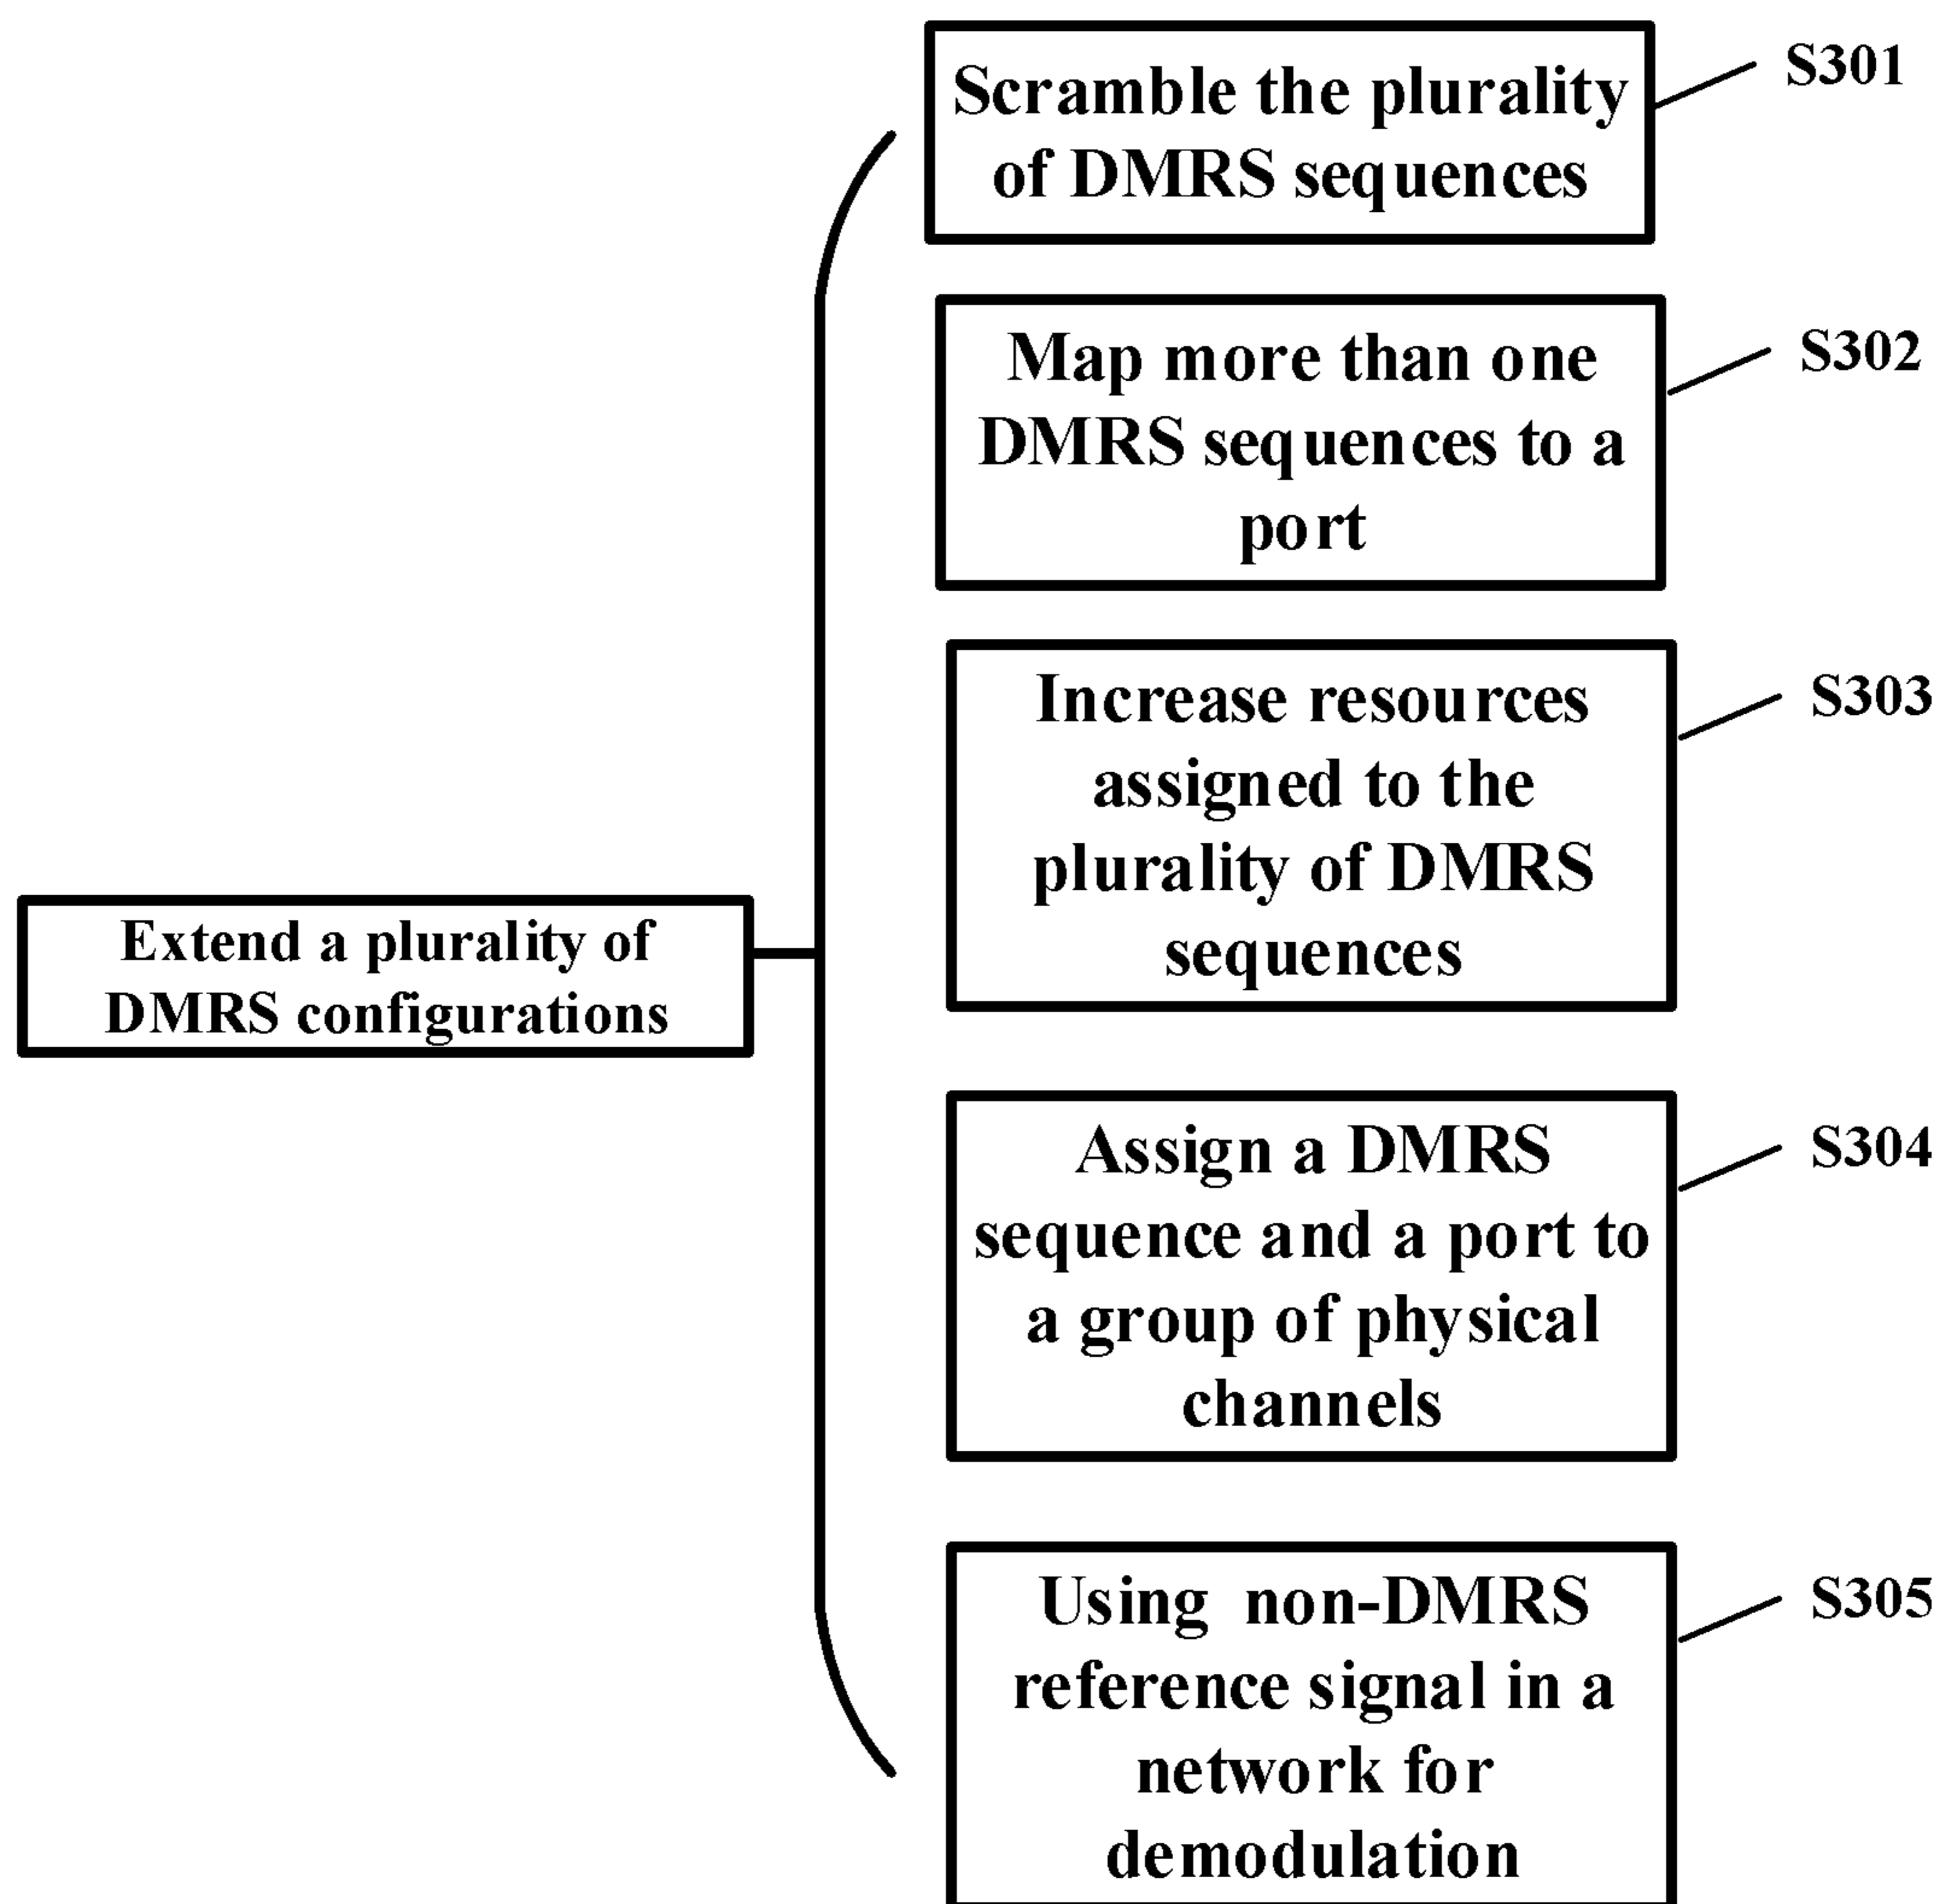 Scramble the plurality
of DMRS sequences
S301
Map more than one
DMRS sequences to a
port
S302
Increase resources
assigned to the
plurality of DMRS
sequences
S303
Extend a plurality of
DMRS configurations
Assign a DMRS
sequence and a port to
a group of physical
channels
S304
Using non-DMRS
reference signal in a
network for
demodulation
S305